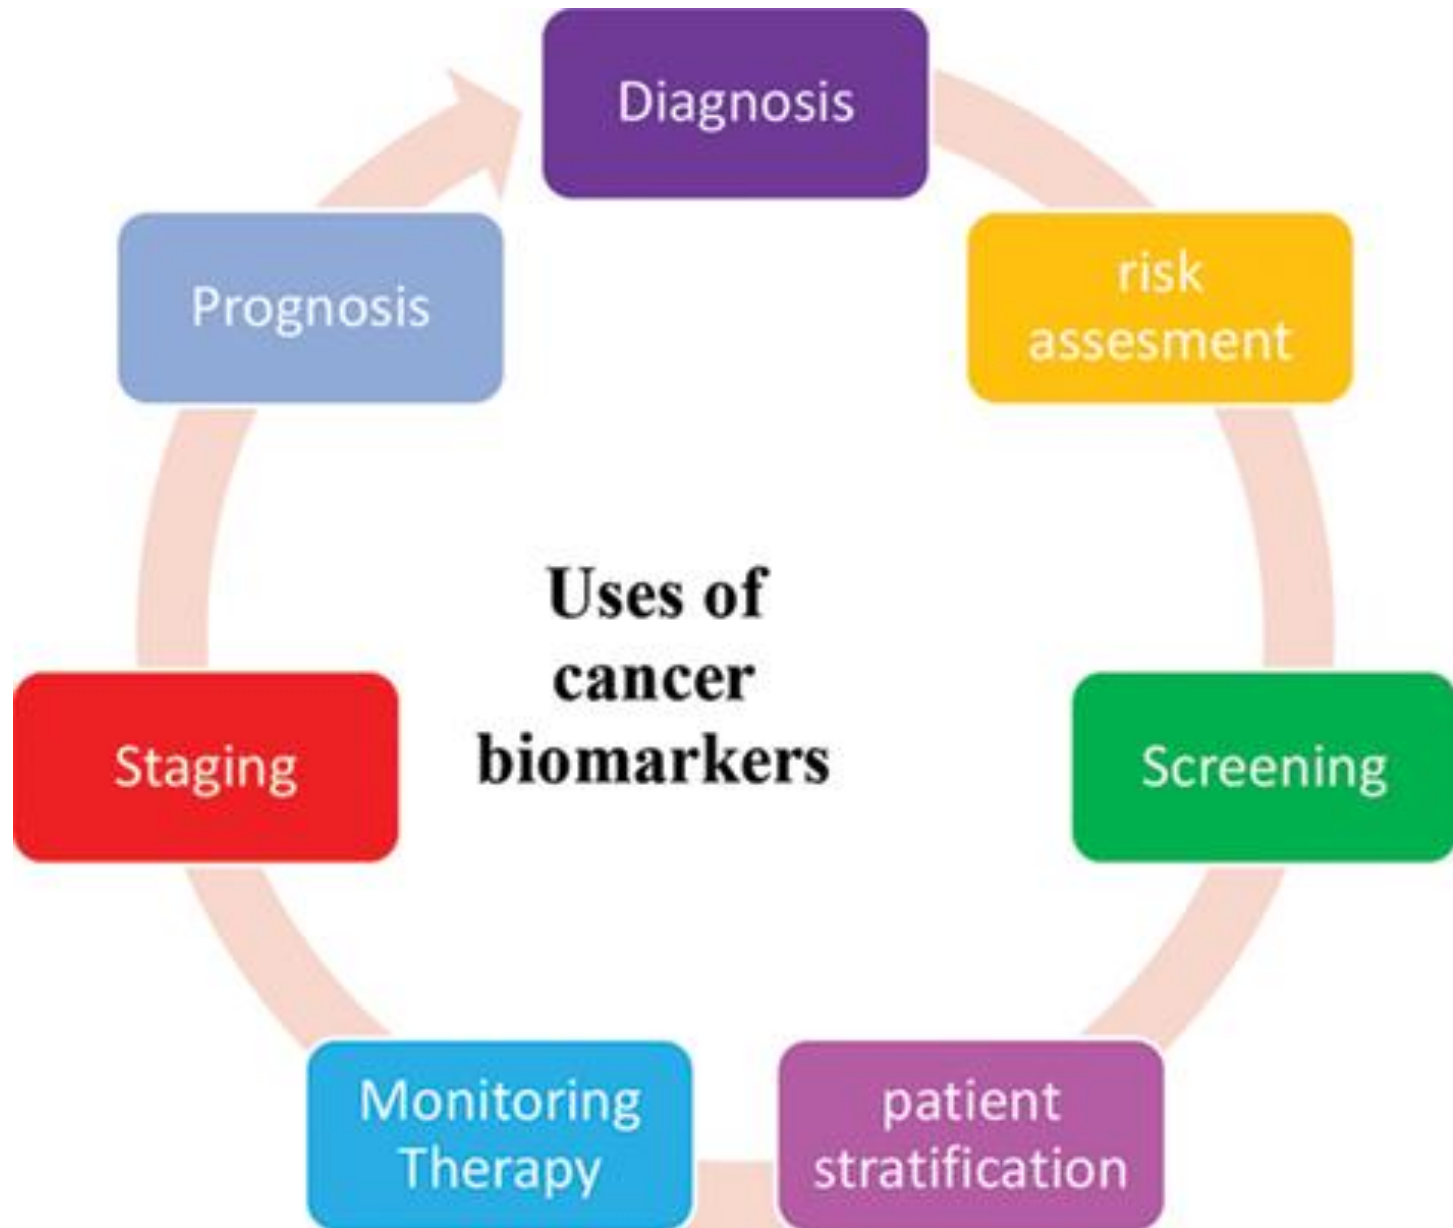 Diagnosis
risk
assesment
Screening
patient
stratification
Monitoring
Therapy
Staging
Prognosis
Uses of
cancer
biomarkers